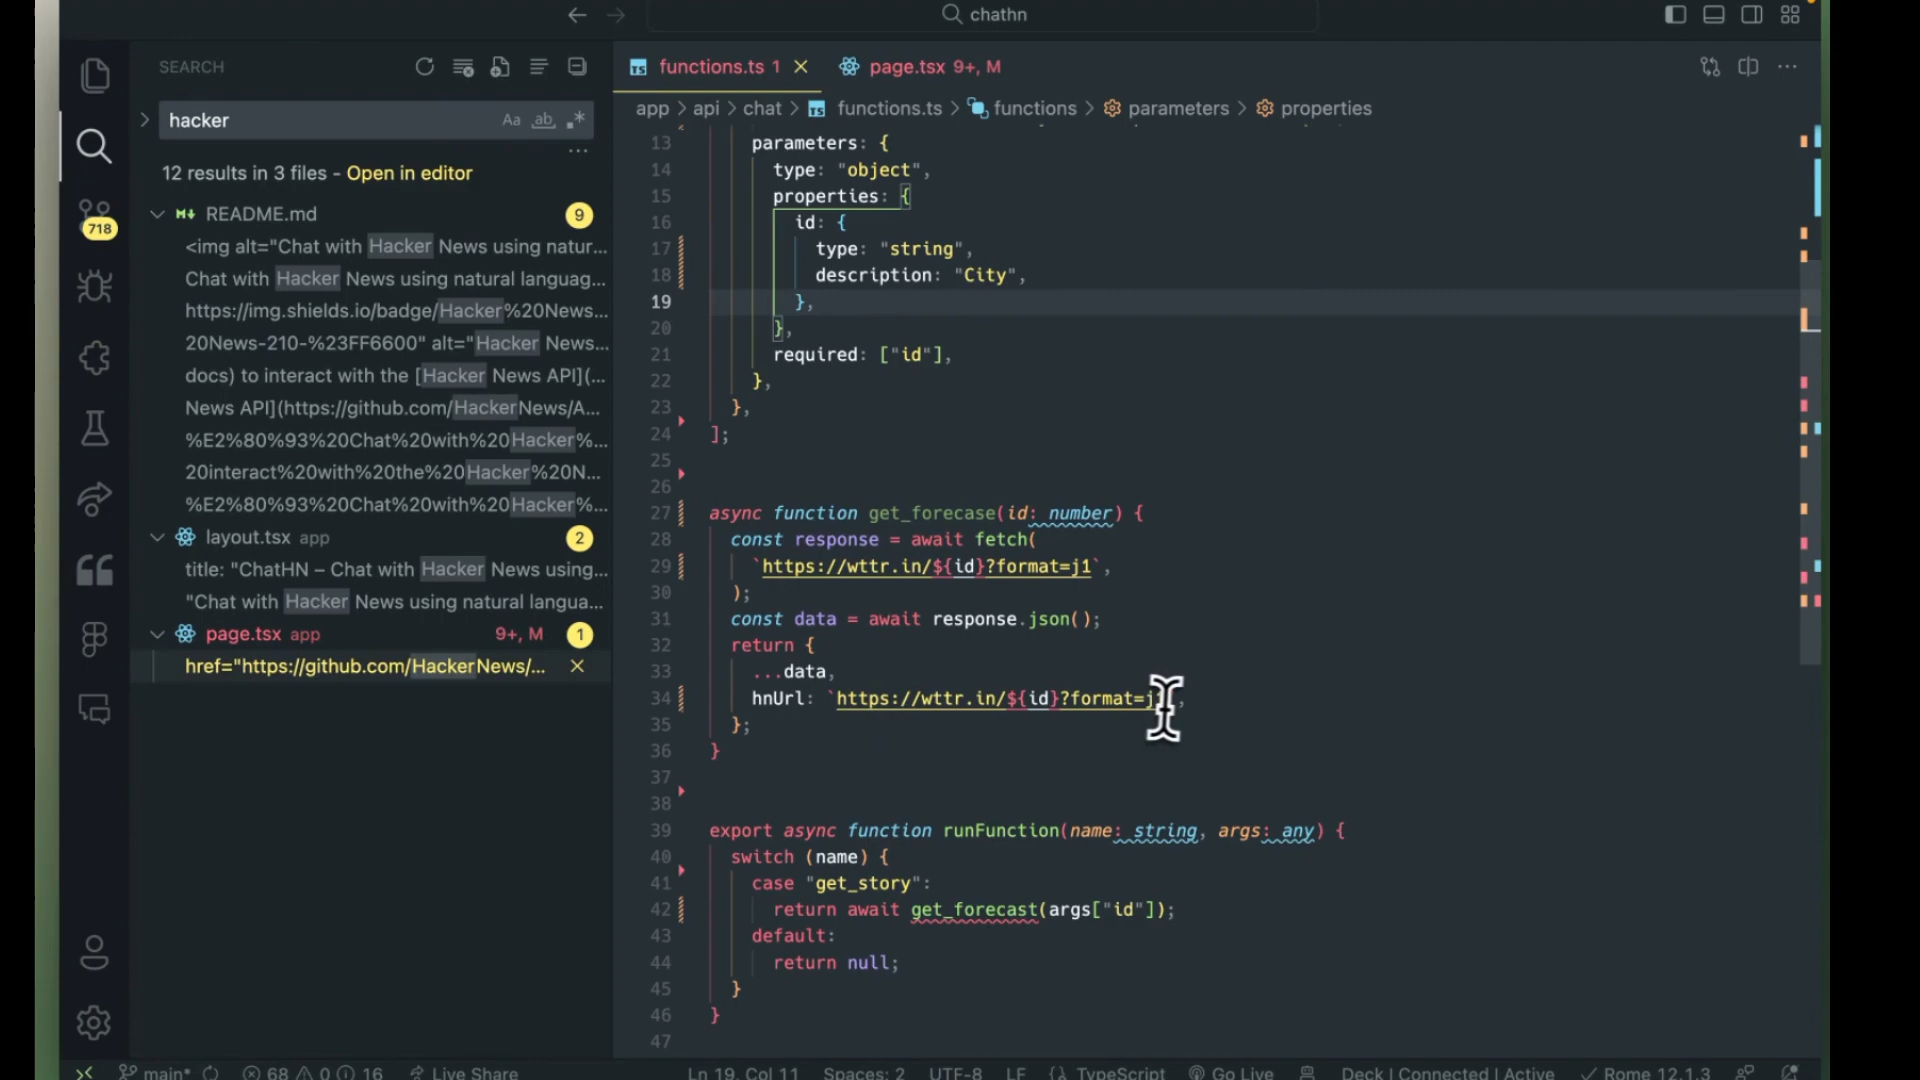 chathn
SEARCH
hacker
Aa ab .*
12 results in 3 files - Open in editor
README.md 9
<img alt="Chat with Hacker News using natur...
Chat with Hacker News using natural languag...
https://img.shields.io/badge/Hacker%20News...
20News-210-%23FF6600" alt="Hacker News...
docs) to interact with the [Hacker News API](...
News API](https://github.com/HackerNews/A...
%E2%80%93%20Chat%20with%20Hacker%...
20interact%20with%20the%20Hacker%20N...
%E2%80%93%20Chat%20with%20Hacker%...
layout.tsx app 2
title: "ChatHN – Chat with Hacker News using...
"Chat with Hacker News using natural langua...
page.tsx app 9+, M 1
href="https://github.com/HackerNews/...
718
TS functions.ts 1
page.tsx 9+, M
app > api > chat > TS functions.ts > functions > parameters > properties
13 parameters: {
14 type: "object",
15 properties: {
16 id: {
17 type: "string",
18 description: "City",
19 },
20 },
21 required: ["id"],
22 },
23 },
24 ];
25
26
27 async function get_forecase(id: number) {
28 const response = await fetch(
29 `https://wttr.in/${id}?format=j1`,
30 );
31 const data = await response.json();
32 return {
33 ...data,
34 hnUrl: `https://wttr.in/${id}?format=j
35 };
36 }
37
38
39 export async function runFunction(name: string, args: any) {
40 switch (name) {
41 case "get_story":
42 return await get_forecast(args["id"]);
43 default:
44 return null;
45 }
46 }
47
main* 68 0 16 Live Share
Ln 19, Col 11 Spaces: 2 UTF-8 LF {} TypeScript Go Live Deck | Connected | Active Rome 12.1.3